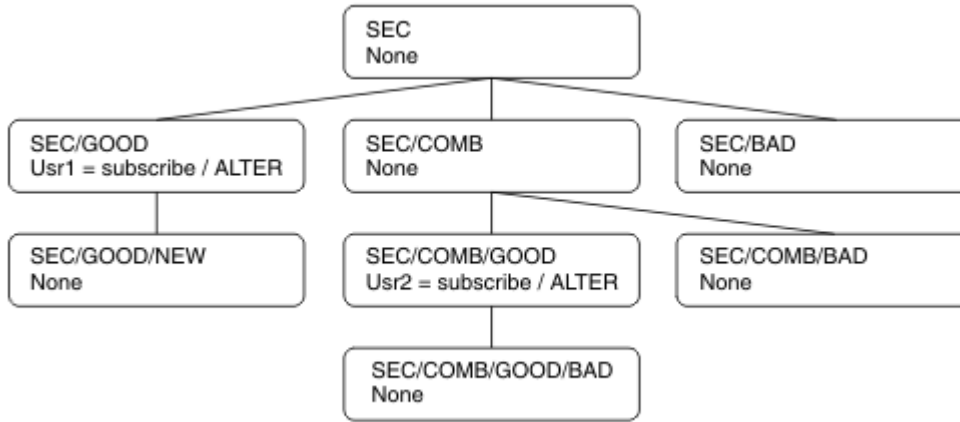 SEC
None
SEC/GOOD
Usr1 = subscribe / ALTER
SEC/COMB
None
SEC/BAD
None
SEC/GOOD/NEW
None
SEC/COMB/GOOD
Usr2 = subscribe / ALTER
SEC/COMB/BAD
None
SEC/COMB/GOOD/BAD
None